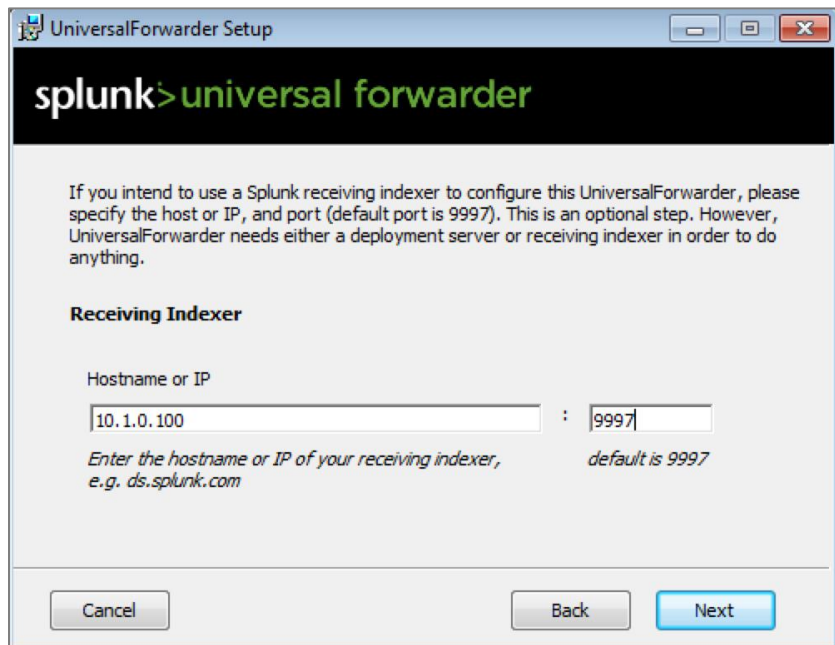 UniversalForwarder Setup
splunk>universal forwarder
If you intend to use a Splunk receiving indexer to configure this UniversalForwarder, please
specify the host or IP, and port (default port is 9997). This is an optional step. However,
UniversalForwarder needs either a deployment server or receiving indexer in order to do
anything.
Receiving Indexer
Hostname or IP
10.1.0.100 : 9997
Enter the hostname or IP of your receiving indexer, default is 9997
e.g. ds.splunk.com
Cancel Back Next